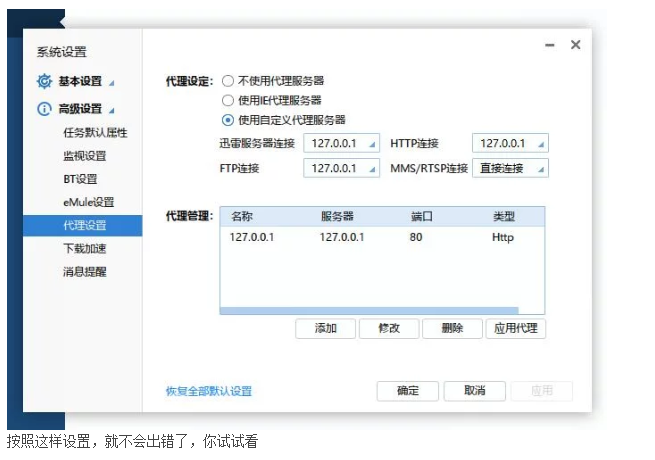 系统设置
基本设置
高级设置
任务默认属性
监视设置
BT设置
eMule设置
代理设置
下载加速
消息提醒
代理设定: 不使用代理服务器
使用IE代理服务器
使用自定义代理服务器
迅雷服务器连接 127.0.0.1 HTTP连接 127.0.0.1
FTP连接 127.0.0.1 MMS/RTSP连接 直接连接
代理管理: 名称 服务器 端口 类型
127.0.0.1 127.0.0.1 80 Http
添加 修改 删除 应用代理
恢复全部默认设置 确定 取消 应用
按照这样设置，就不会出错了，你试试看